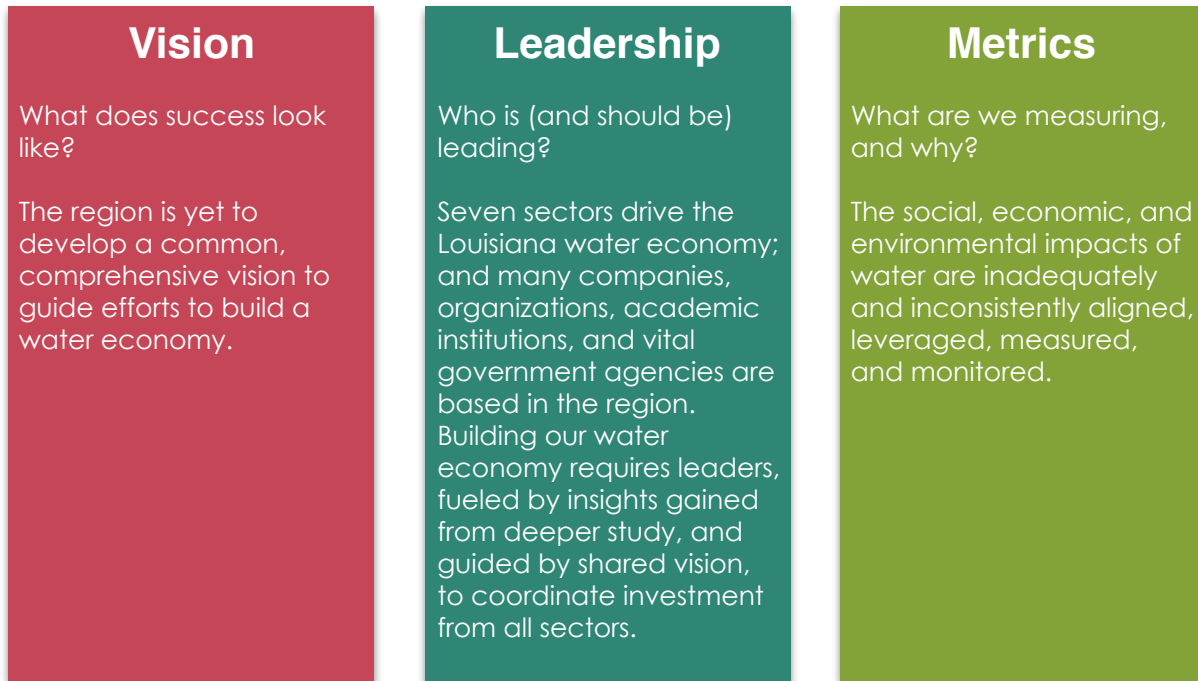 Vision
What does success look
like?
The region is yet to
develop a common,
comprehensive vision to
guide efforts to build a
water economy.
Leadership
Who is (and should be)
leading?
Seven sectors drive the
Louisiana water economy;
and many companies,
organizations, academic
institutions, and vital
government agencies are
based in the region.
Building our water
economy requires leaders,
fueled by insights gained
from deeper study, and
guided by shared vision,
to coordinate investment
from all sectors.
Metrics
What are we measuring,
and why?
The social, economic, and
environmental impacts of
water are inadequately
and inconsistently aligned,
leveraged, measured,
and monitored.